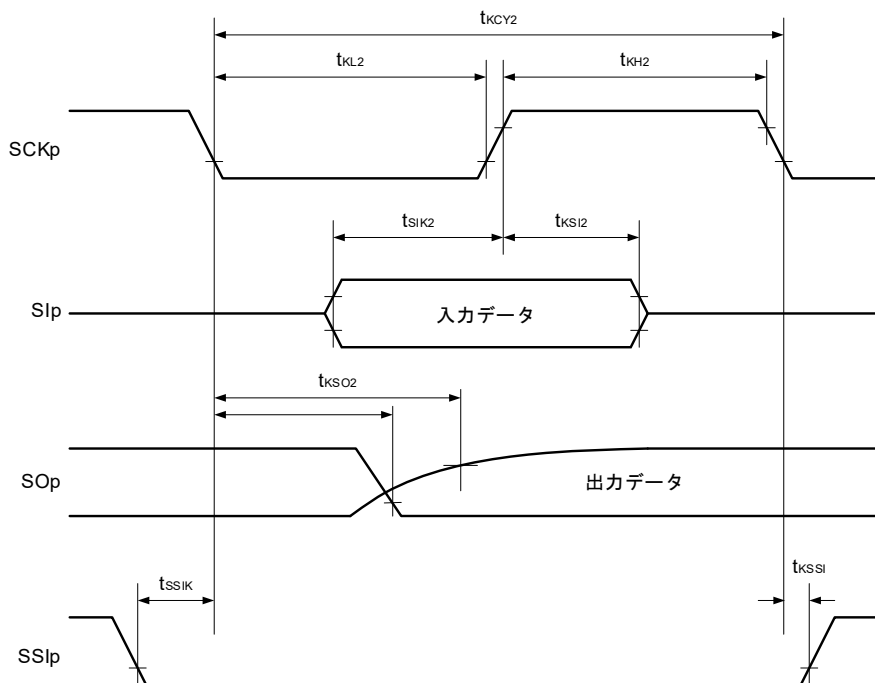 tKCY2
tKL2
tKH2
SCKp
tSIK2
tKSI2
SIp
入力データ
tKSO2
SOp
出力データ
tSSIK
tKSSI
SSIp